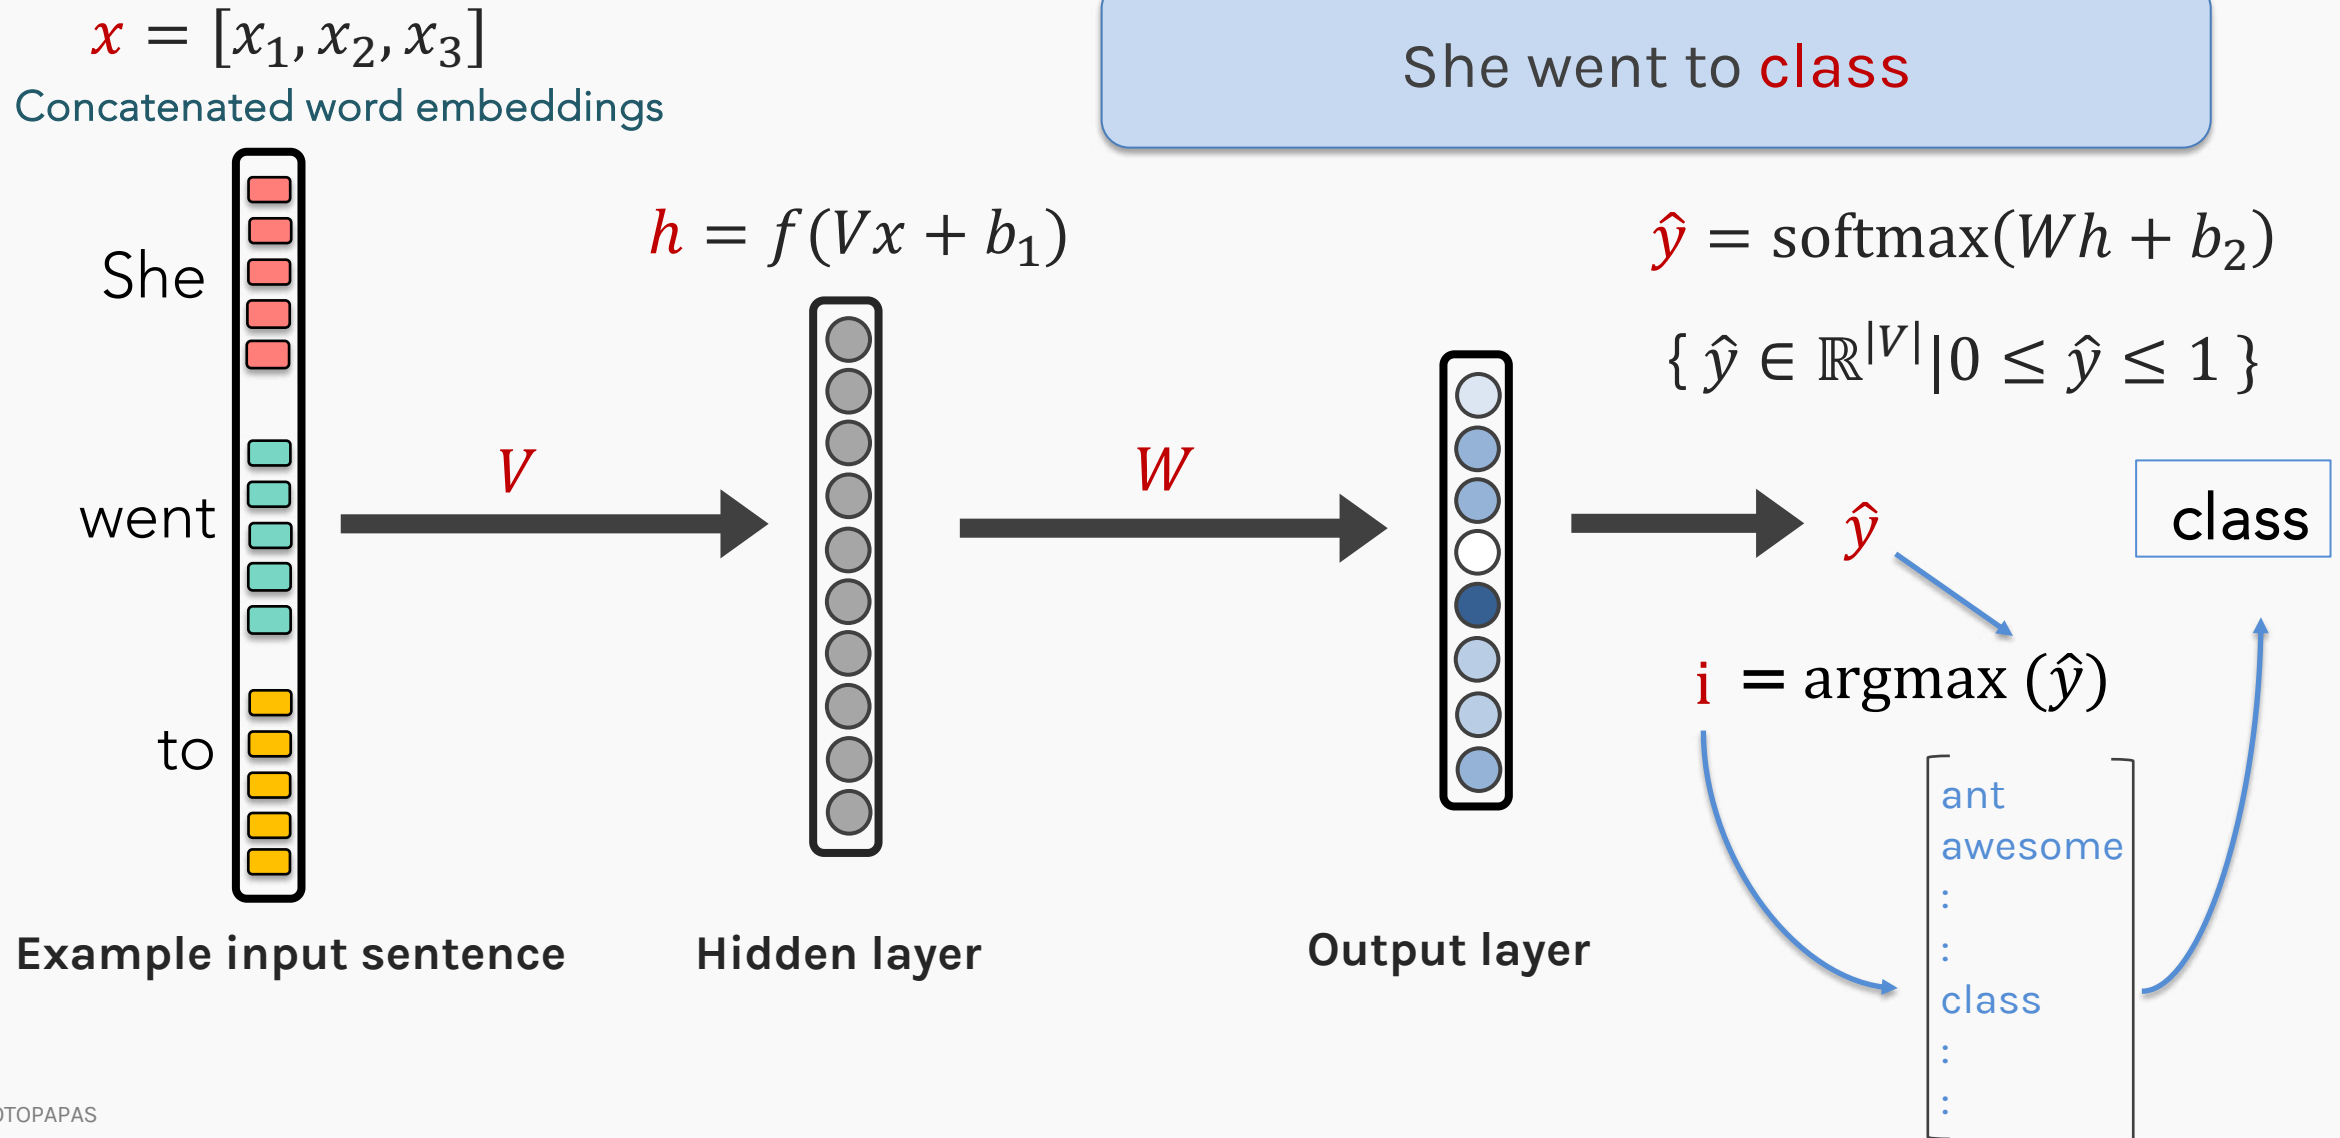 x = [x₁, x₂, x₃]
Concatenated word embeddings
She went to class
She
went
to
h = f(Vx + b₁)
ŷ = softmax(Wh + b₂)
{ ŷ ∈ ℝ^|V| | 0 ≤ ŷ ≤ 1 }
V
W
ŷ
class
i = argmax (ŷ)
ant
awesome
:
:
class
:
:
Example input sentence
Hidden layer
Output layer
OTOPAPAS